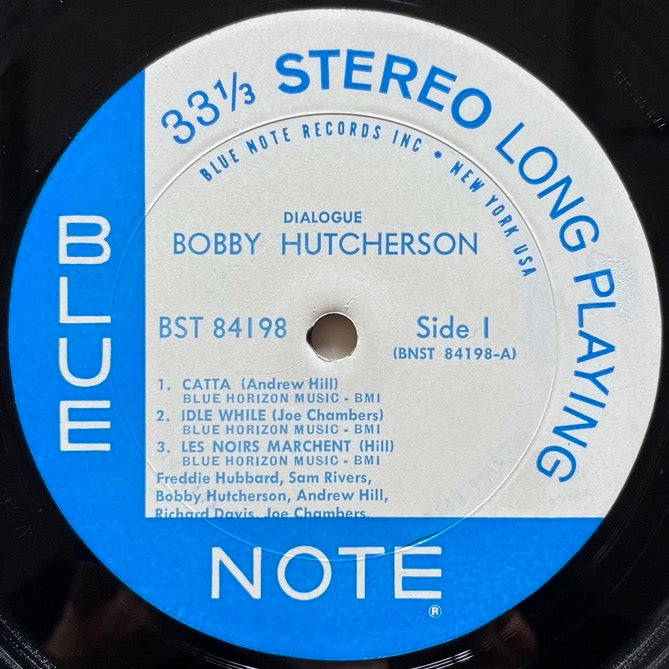 33⅓ STEREO LONG PLAYING
BLUE NOTE RECORDS INC • NEW YORK USA
DIALOGUE
BOBBY HUTCHERSON
BST 84198
Side 1
(BNST 84198-A)
1. CATTA (Andrew Hill)
BLUE HORIZON MUSIC - BMI
2. IDLE WHILE (Joe Chambers)
BLUE HORIZON MUSIC - BMI
3. LES NOIRS MARCHENT (Hill)
BLUE HORIZON MUSIC - BMI
Freddie Hubbard, Sam Rivers,
Bobby Hutcherson, Andrew Hill,
Richard Davis, Joe Chambers.
BLUE
NOTE
®